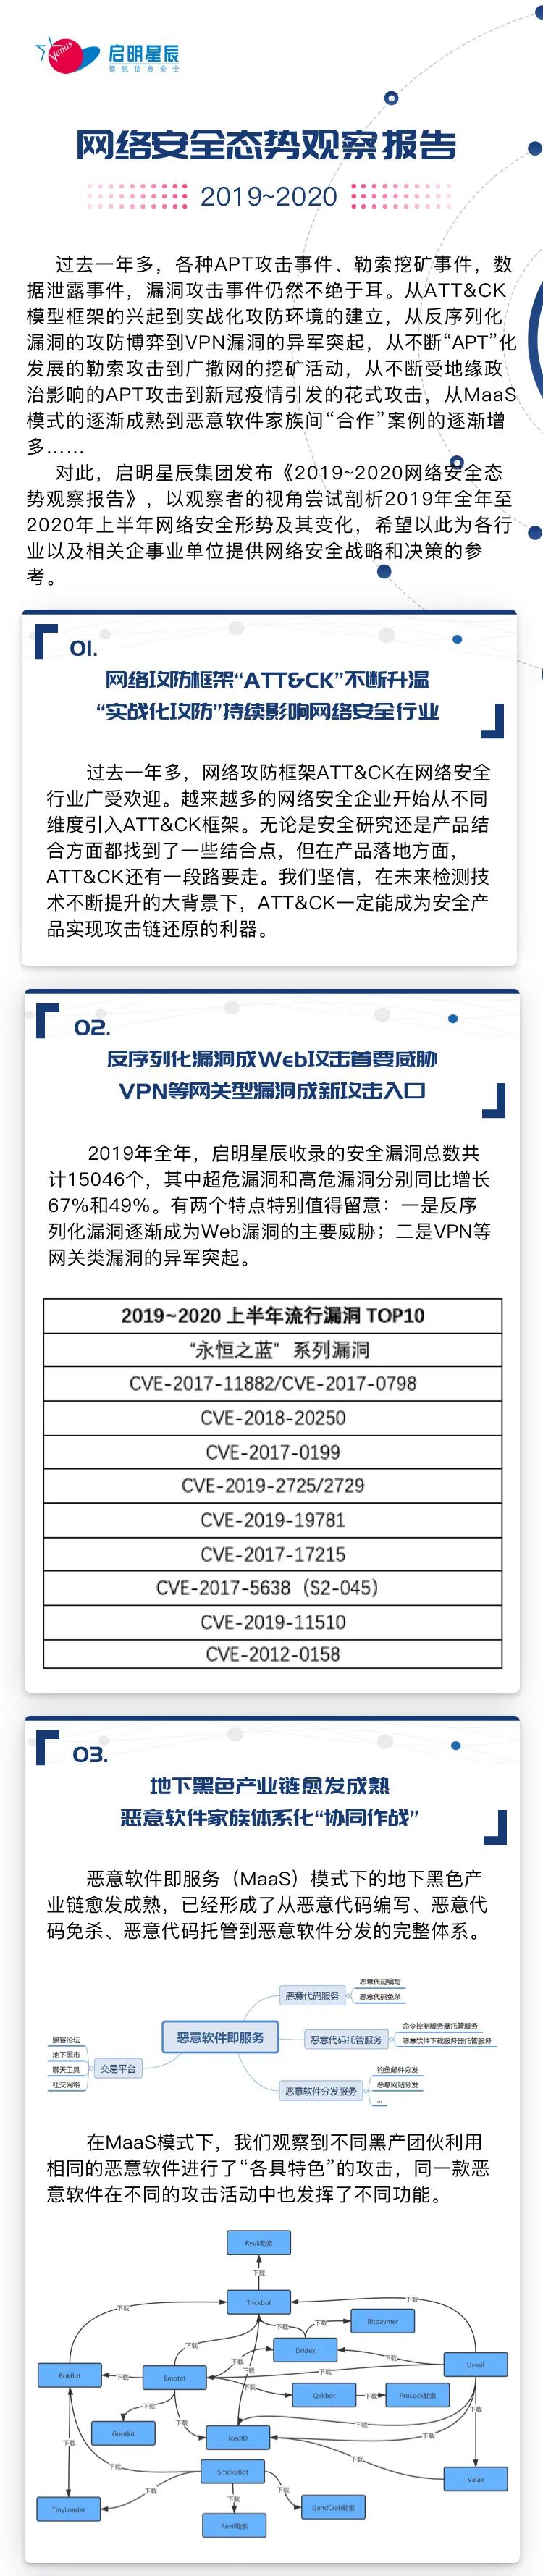 Venus
启明星辰
领航信息安全
网络安全态势观察报告
2019~2020
过去一年多，各种APT攻击事件、勒索挖矿事件，数
据泄露事件，漏洞攻击事件仍然不绝于耳。从ATT&CK
模型框架的兴起到实战化攻防环境的建立，从反序列化
漏洞的攻防博弈到VPN漏洞的异军突起，从不断“APT”化
发展的勒索攻击到广撒网的挖矿活动，从不断受地缘政
治影响的APT攻击到新冠疫情引发的花式攻击，从MaaS
模式的逐渐成熟到恶意软件家族间“合作”案例的逐渐增
多……
对此，启明星辰集团发布《2019~2020网络安全态
势观察报告》，以观察者的视角尝试剖析2019年全年至
2020年上半年网络安全形势及其变化，希望以此为各行
业以及相关企事业单位提供网络安全战略和决策的参
考。
01.
网络攻防框架“ATT&CK”不断升温
“实战化攻防”持续影响网络安全行业
过去一年多，网络攻防框架ATT&CK在网络安全
行业广受欢迎。越来越多的网络安全企业开始从不同
维度引入ATT&CK框架。无论是安全研究还是产品结
合方面都找到了一些结合点，但在产品落地方面，
ATT&CK还有一段路要走。我们坚信，在未来检测技
术不断提升的大背景下，ATT&CK一定能成为安全产
品实现攻击链还原的利器。
02.
反序列化漏洞成Web攻击首要威胁
VPN等网关型漏洞成新攻击入口
2019年全年，启明星辰收录的安全漏洞总数共
计15046个，其中超危漏洞和高危漏洞分别同比增长
67%和49%。有两个特点特别值得留意：一是反序
列化漏洞逐渐成为Web漏洞的主要威胁；二是VPN等
网关类漏洞的异军突起。
2019~2020 上半年流行漏洞 TOP10
“永恒之蓝” 系列漏洞
CVE-2017-11882/CVE-2017-0798
CVE-2018-20250
CVE-2017-0199
CVE-2019-2725/2729
CVE-2019-19781
CVE-2017-17215
CVE-2017-5638（S2-045）
CVE-2019-11510
CVE-2012-0158
03.
地下黑色产业链愈发成熟
恶意软件家族体系化“协同作战”
恶意软件即服务（MaaS）模式下的地下黑色产
业链愈发成熟，已经形成了从恶意代码编写、恶意代
码免杀、恶意代码托管到恶意软件分发的完整体系。
恶意代码编写
恶意代码服务
恶意代码免杀
命令控制服务器托管服务
恶意软件即服务
恶意代码托管服务
恶意软件下载服务器托管服务
黑客论坛
地下黑市
交易平台
聊天工具
社交网络
钓鱼邮件分发
恶意软件分发服务
恶意网站分发
...
在MaaS模式下，我们观察到不同黑产团伙利用
相同的恶意软件进行了“各具特色”的攻击，同一款恶
意软件在不同的攻击活动中也发挥了不同功能。
Ryuk勒索
下载
Trickbot
下载
下载
Bitpaymer
下载
下载
Dridex
下载
下载
Ursnif
BokBot
下载
Emotet
下载
下载
下载
Qakbot
下载
ProLock勒索
下载
Gootkit
下载
下载
下载
IcedID
下载
下载
SmokeBot
下载
Valak
下载
下载
下载
TinyLoader
GandCrab勒索
Revil勒索